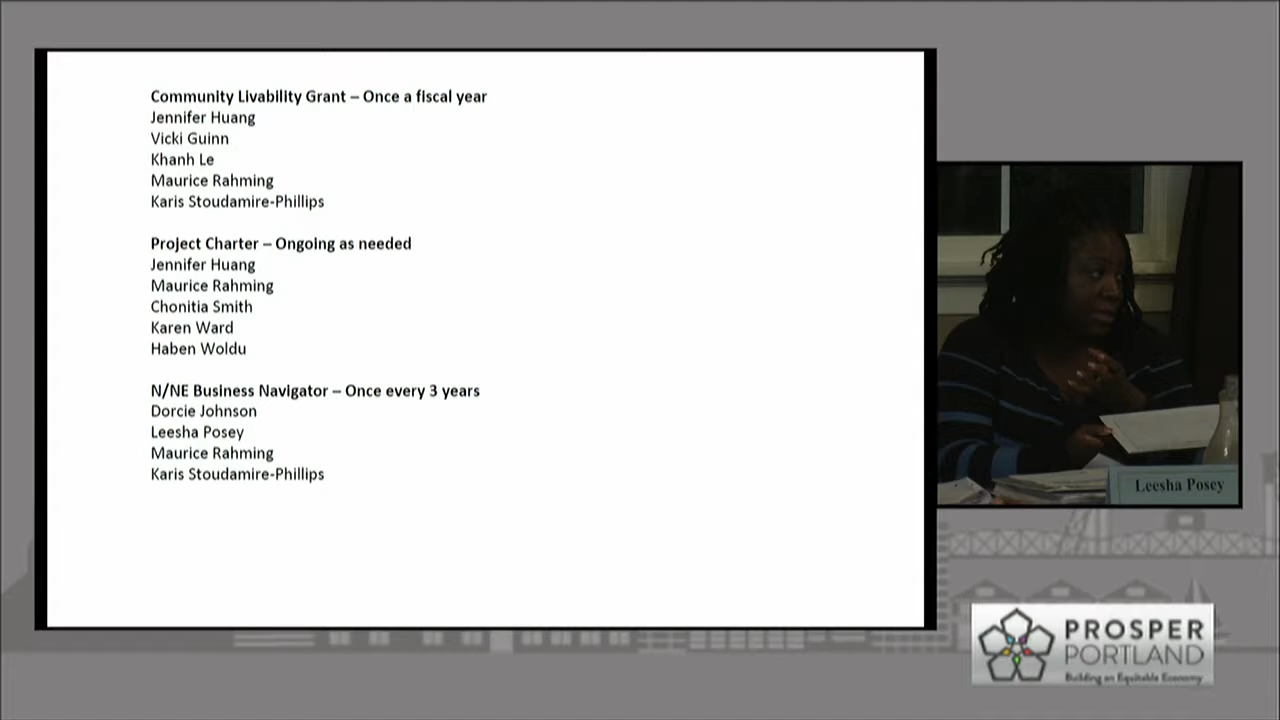 Community Livability Grant – Once a fiscal year
Jennifer Huang
Vicki Guinn
Khanh Le
Maurice Rahming
Karis Stoudamire-Phillips
Project Charter – Ongoing as needed
Jennifer Huang
Maurice Rahming
Chonitia Smith
Karen Ward
Haben Woldu
N/NE Business Navigator – Once every 3 years
Dorcie Johnson
Leesha Posey
Maurice Rahming
Karis Stoudamire-Phillips
Leesha Posey
PROSPER
PORTLAND
Building an Equitable Economy